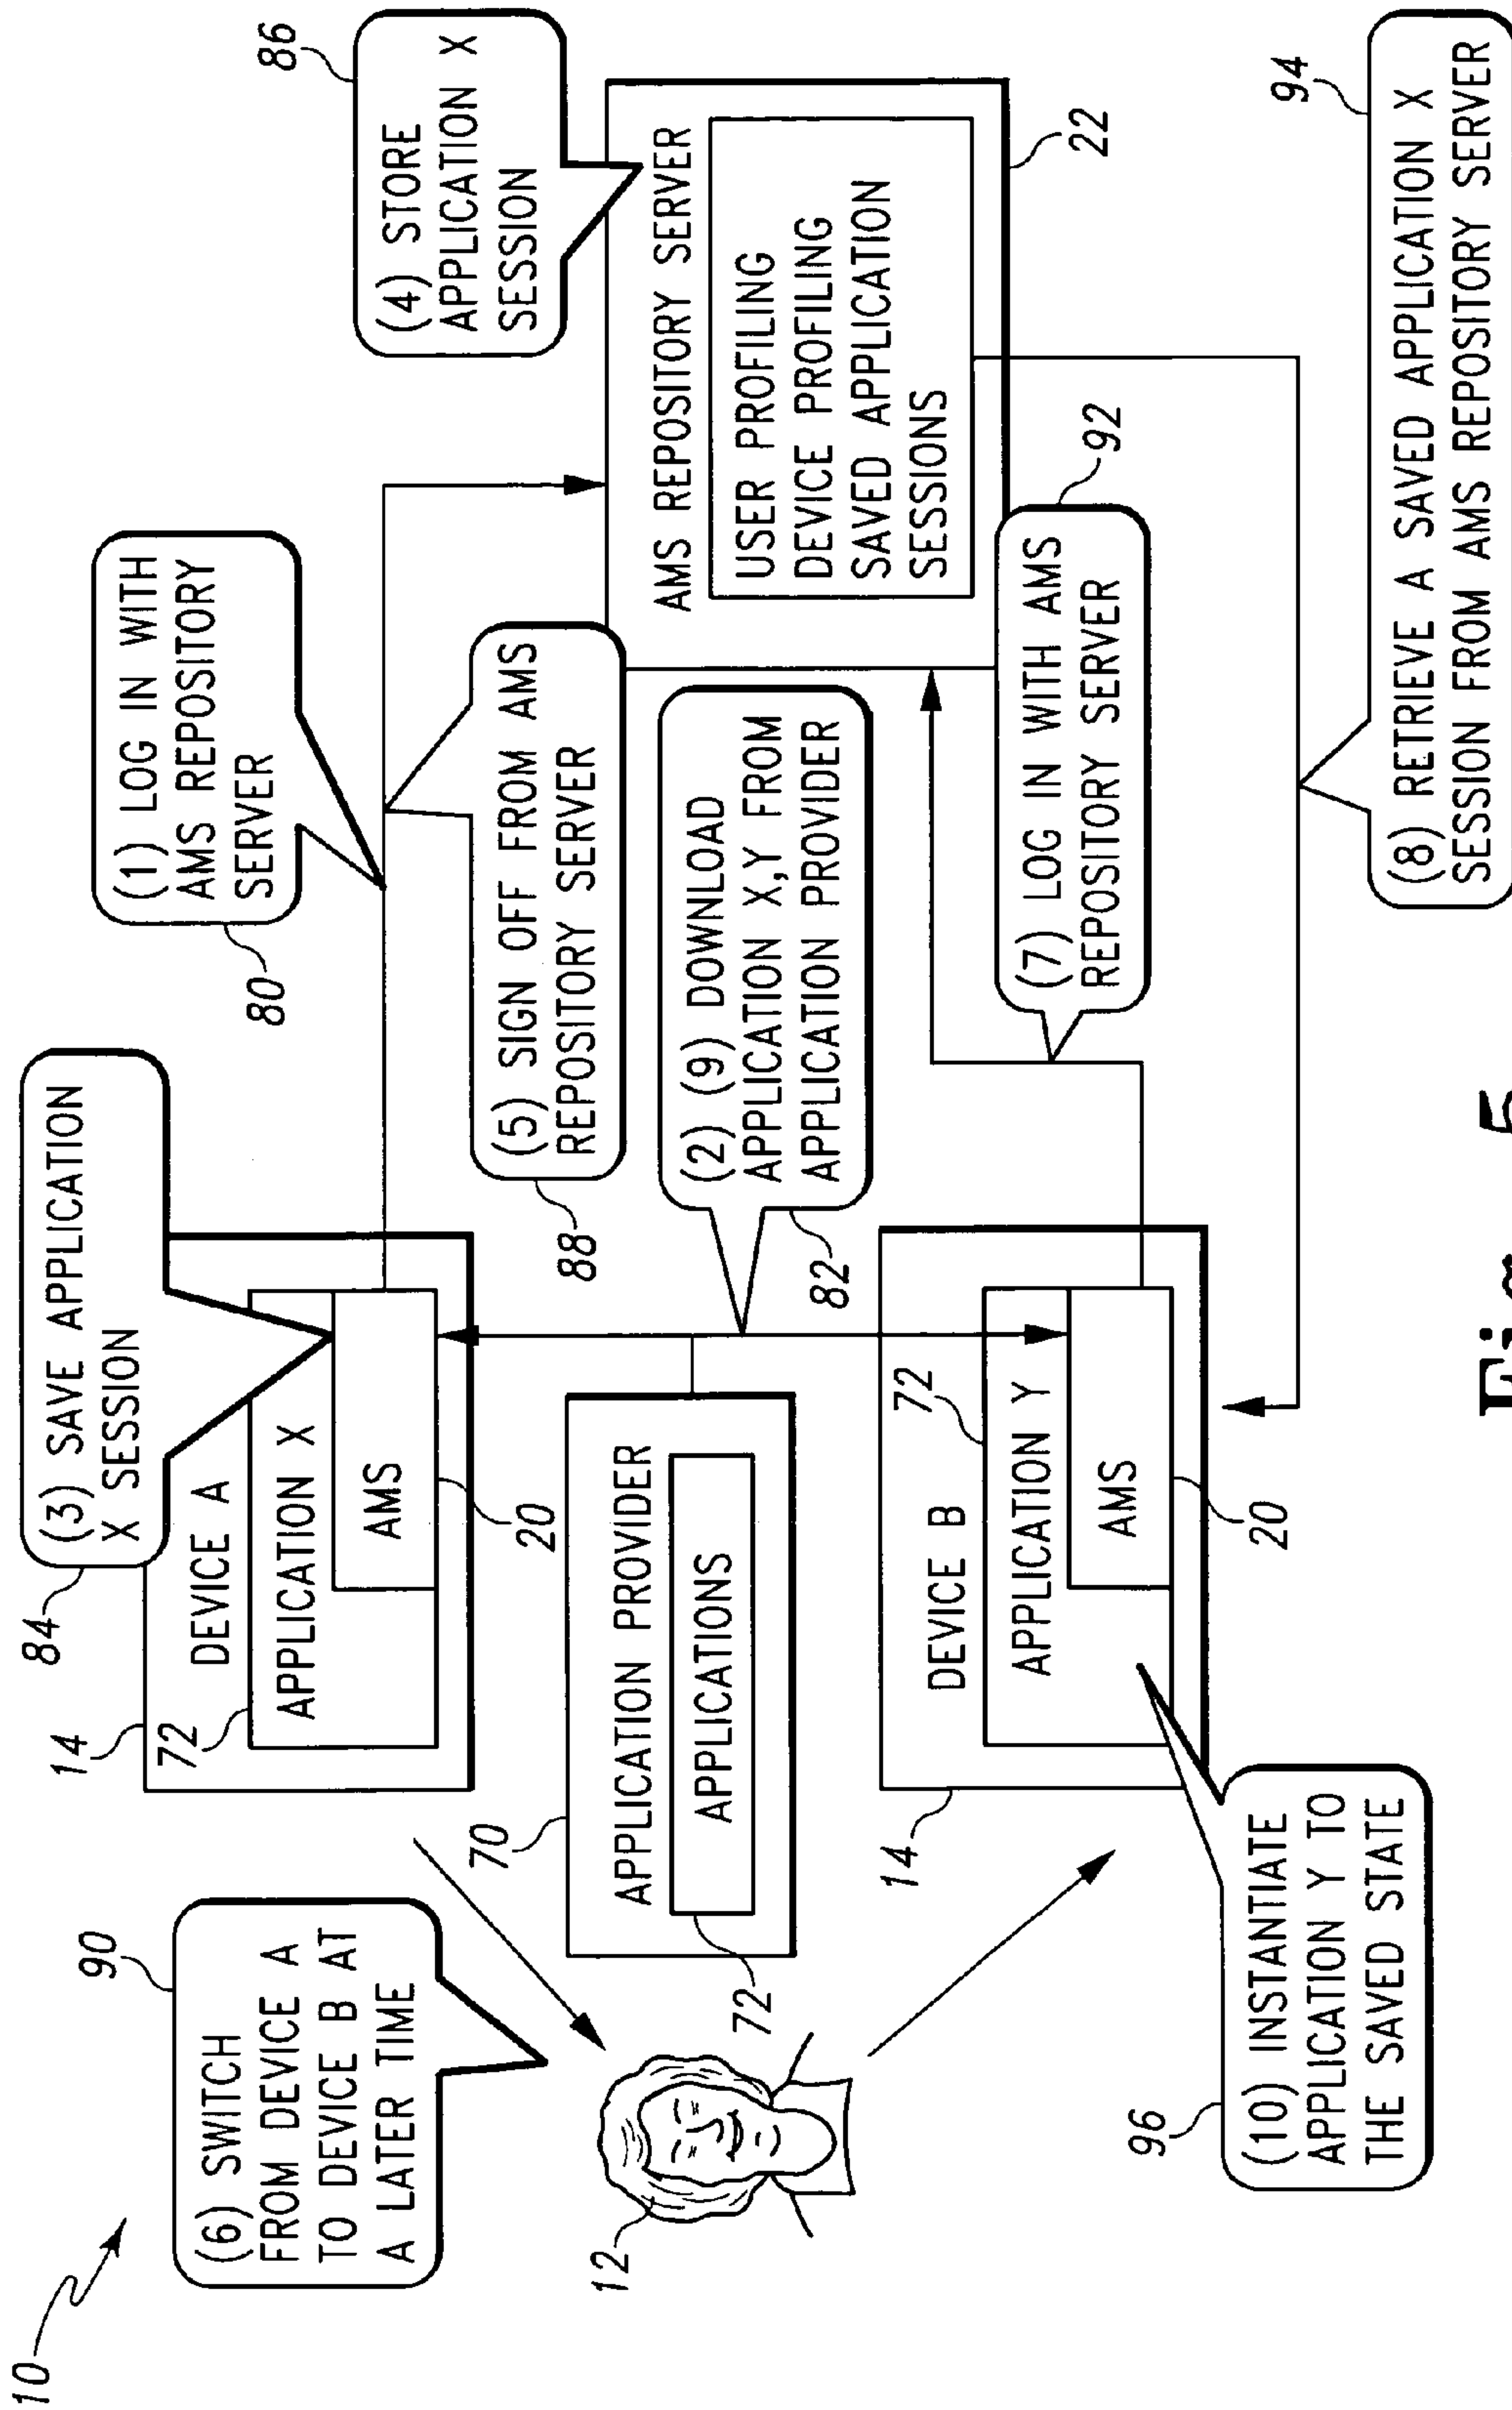 10
90
(6) SWITCH
FROM DEVICE A
TO DEVICE B AT
A LATER TIME
12
14
72
84
(3) SAVE APPLICATION
X SESSION
DEVICE A
APPLICATION X
AMS
20
80
(1) LOG IN WITH
AMS REPOSITORY
SERVER
86
(4) STORE
APPLICATION X
SESSION
88
(5) SIGN OFF FROM AMS
REPOSITORY SERVER
AMS REPOSITORY SERVER
USER PROFILING
DEVICE PROFILING
SAVED APPLICATION
SESSIONS
22
70
APPLICATION PROVIDER
APPLICATIONS
72
82
(2) (9) DOWNLOAD
APPLICATION X,Y FROM
APPLICATION PROVIDER
14
DEVICE B
72
APPLICATION Y
AMS
20
92
(7) LOG IN WITH AMS
REPOSITORY SERVER
96
(10) INSTANTIATE
APPLICATION Y TO
THE SAVED STATE
94
(8) RETRIEVE A SAVED APPLICATION X
SESSION FROM AMS REPOSITORY SERVER
Fig. 5